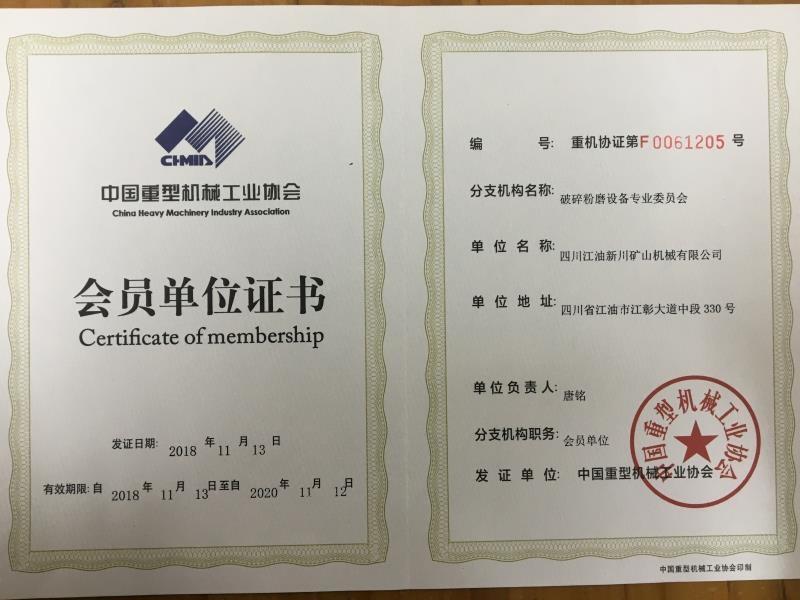 CHMIA
中国重型机械工业协会
China Heavy Machinery Industry Association
会员单位证书
Certificate of membership
发证日期: 2018 年 11 月 13 日
有效期限: 自 2018 年 11 月 13 日 至自 2020 年 11 月 12 日
编 号: 重机协证第F0061205 号
分支机构名称: 破碎粉磨设备专业委员会
单位名称: 四川江油新川矿山机械有限公司
单位地址: 四川省江油市江彰大道中段 330 号
单位负责人: 唐铭
分支机构职务: 会员单位
发证单位: 中国重型机械工业协会
中国重型机械工业协会
中国重型机械工业协会印制